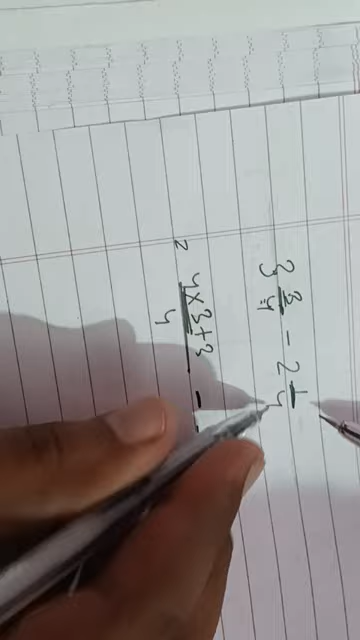 3 3/4 - 2 1/4
= 4×3+3/4 -